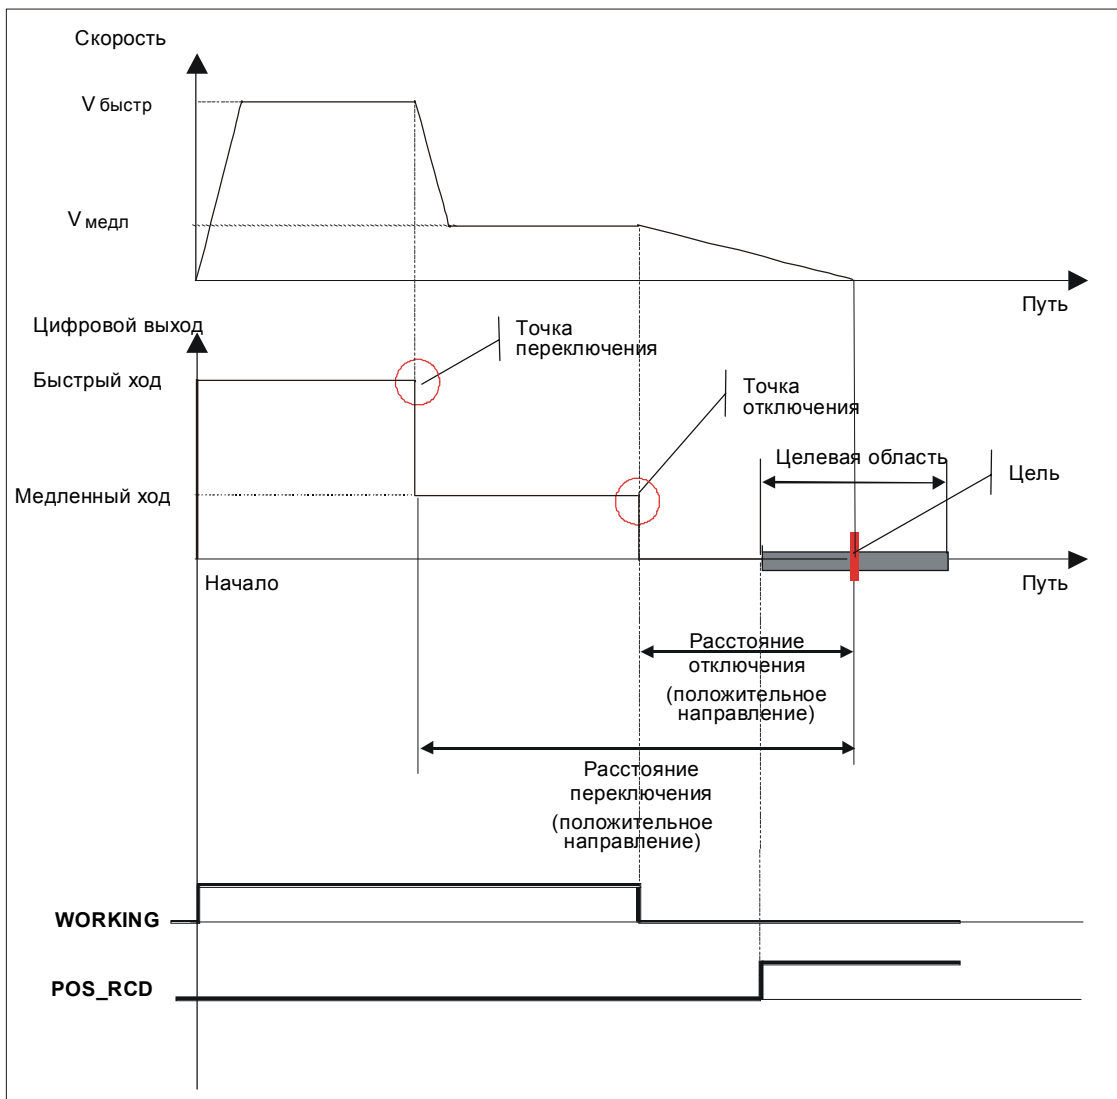 Скорость
V быстр
V медл
Путь
Цифровой выход
Точка
переключения
Быстрый ход
Точка
отключения
Целевая область
Цель
Медленный ход
Начало
Путь
Расстояние
отключения
(положительное
направление)
Расстояние
переключения
(положительное
направление)
WORKING
POS_RCD